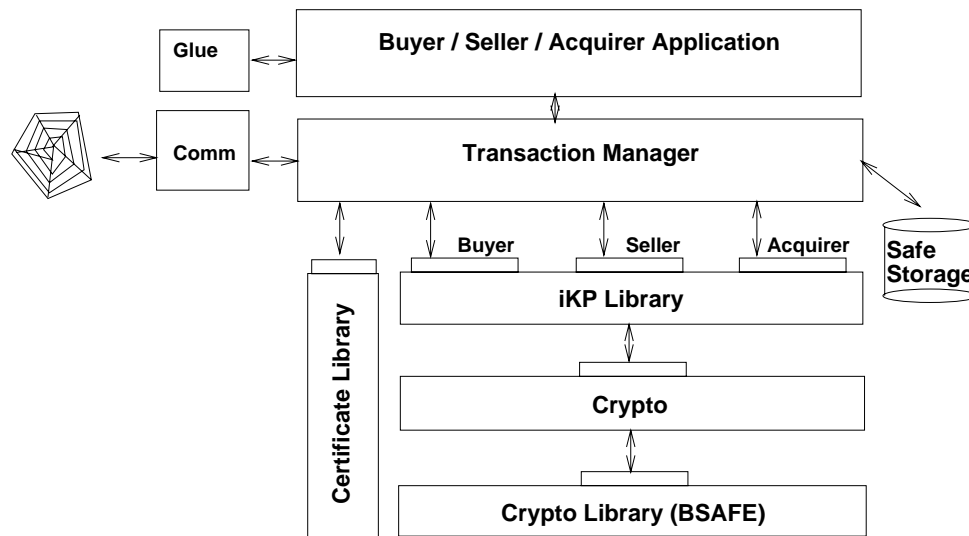 Buyer / Seller / Acquirer Application
Glue
Comm
Transaction Manager
Buyer
Seller
Acquirer
Safe
Storage
iKP Library
Certificate Library
Crypto
Crypto Library (BSAFE)